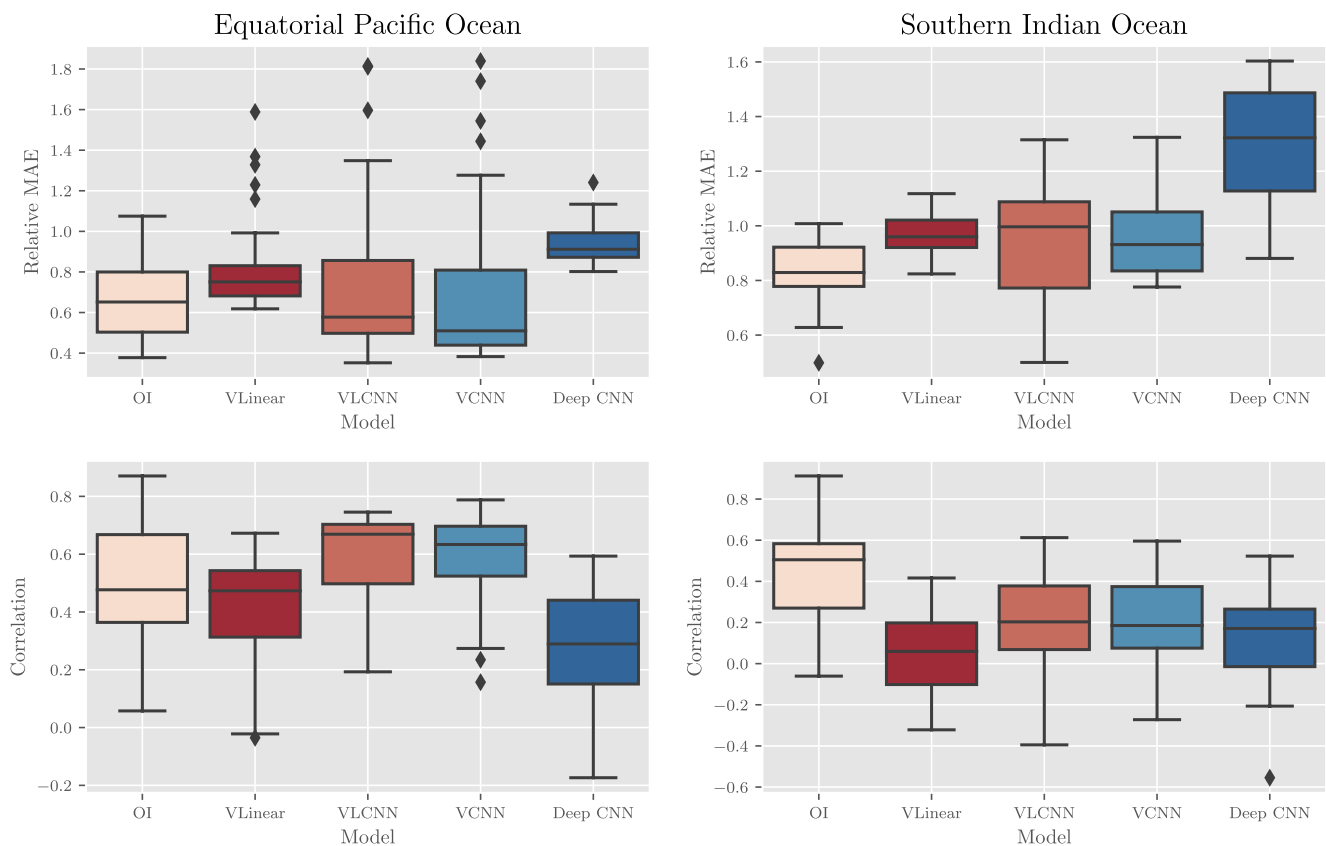 Equatorial Pacific Ocean
Relative MAE
1.8
1.6
1.4
1.2
1.0
0.8
0.6
0.4
OI VLinear VLCNN VCNN Deep CNN
Model
Southern Indian Ocean
Relative MAE
1.6
1.4
1.2
1.0
0.8
0.6
OI VLinear VLCNN VCNN Deep CNN
Model
Correlation
0.8
0.6
0.4
0.2
0.0
−0.2
OI VLinear VLCNN VCNN Deep CNN
Model
Correlation
0.8
0.6
0.4
0.2
0.0
−0.2
−0.4
−0.6
OI VLinear VLCNN VCNN Deep CNN
Model